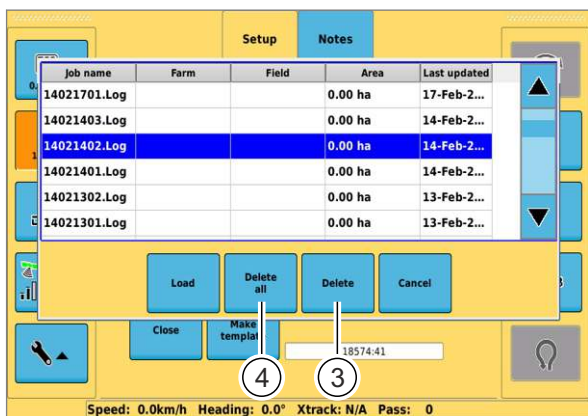 Setup Notes
Job name Farm Field Area Last updated
14021701.Log 0.00 ha 17-Feb-2...
14021403.Log 0.00 ha 14-Feb-2...
14021402.Log 0.00 ha 14-Feb-2...
14021401.Log 0.00 ha 14-Feb-2...
14021302.Log 0.00 ha 13-Feb-2...
14021301.Log 0.00 ha 13-Feb-2...
Load Delete all Delete Cancel
Close Make templat
18574:41
4 3
Speed: 0.0km/h Heading: 0.0° Xtrack: N/A Pass: 0